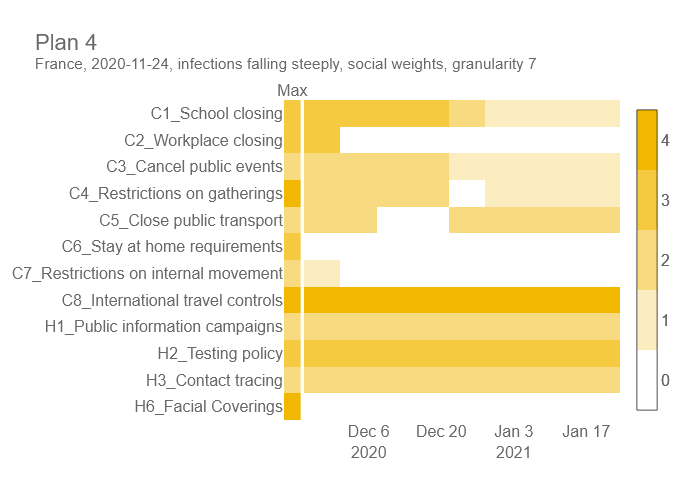 Plan 4
France, 2020-11-24, infections falling steeply, social weights, granularity 7
Max
C1_School closing
C2_Workplace closing
C3_Cancel public events
C4_Restrictions on gatherings
C5_Close public transport
C6_Stay at home requirements
C7_Restrictions on internal movement
C8_International travel controls
H1_Public information campaigns
H2_Testing policy
H3_Contact tracing
H6_Facial Coverings
4
3
2
1
0
Dec 6 Dec 20 Jan 3 Jan 17
2020 2021